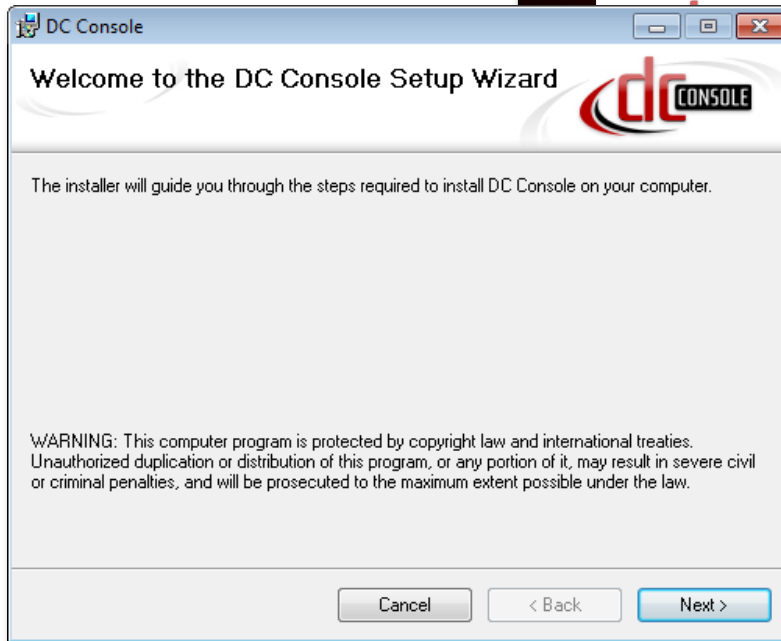 DC Console
Welcome to the DC Console Setup Wizard
dc CONSOLE
The installer will guide you through the steps required to install DC Console on your computer.
WARNING: This computer program is protected by copyright law and international treaties.
Unauthorized duplication or distribution of this program, or any portion of it, may result in severe civil
or criminal penalties, and will be prosecuted to the maximum extent possible under the law.
Cancel
< Back
Next >